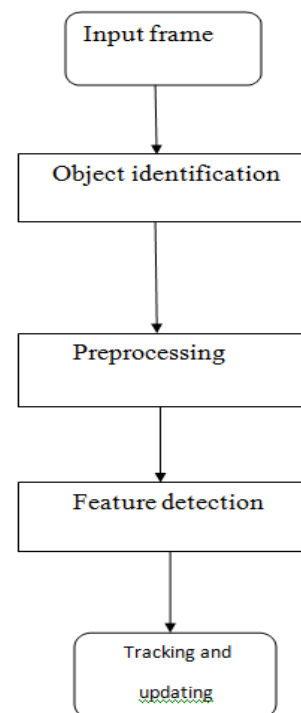 Input frame
Object identification
Preprocessing
Feature detection
Tracking and
updating